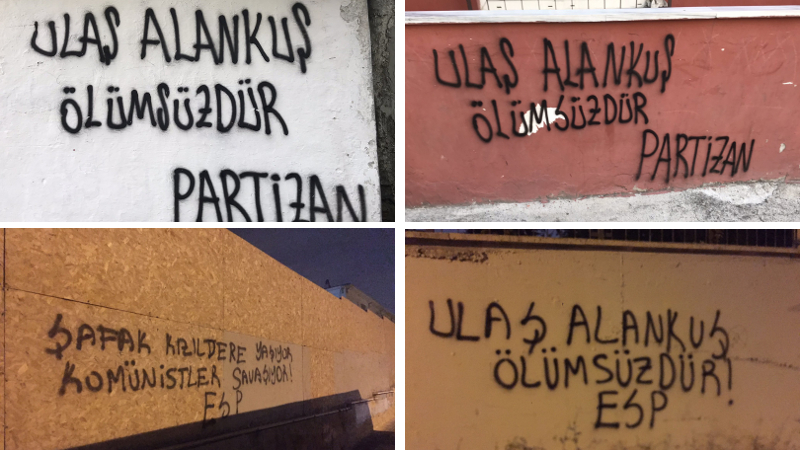 ULAŞ ALANKUŞ
ÖLÜMSÜZDÜR
PARTİZAN
ULAŞ ALANKUŞ
ÖLÜMSÜZDÜR
PARTİZAN
ŞAFAK KIZILDERE YAŞIYOR
KOMÜNİSTLER SAVAŞIYOR!
ESP
ULAŞ ALANKUŞ
ÖLÜMSÜZDÜR!
ESP